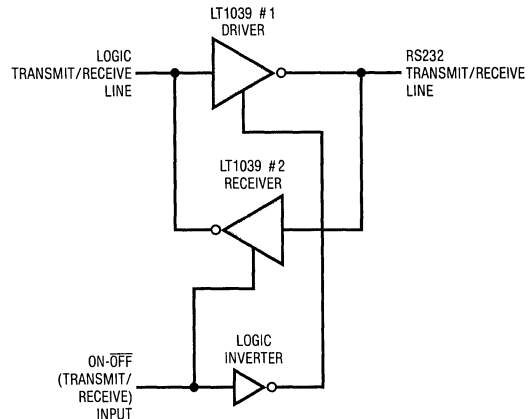 LT1039 #1
DRIVER
LOGIC
TRANSMIT/RECEIVE
LINE
RS232
TRANSMIT/RECEIVE
LINE
LT1039 #2
RECEIVER
LOGIC
INVERTER
ON-O̅F̅F̅
(TRANSMIT/
RECEIVE)
INPUT